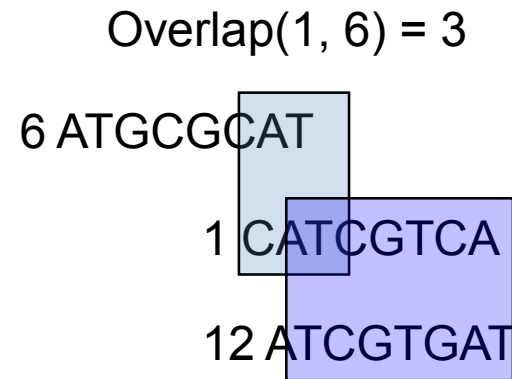 Overlap(1, 6) = 3
6 ATGCGCAT
1 CATCGTCA
12 ATCGTGAT